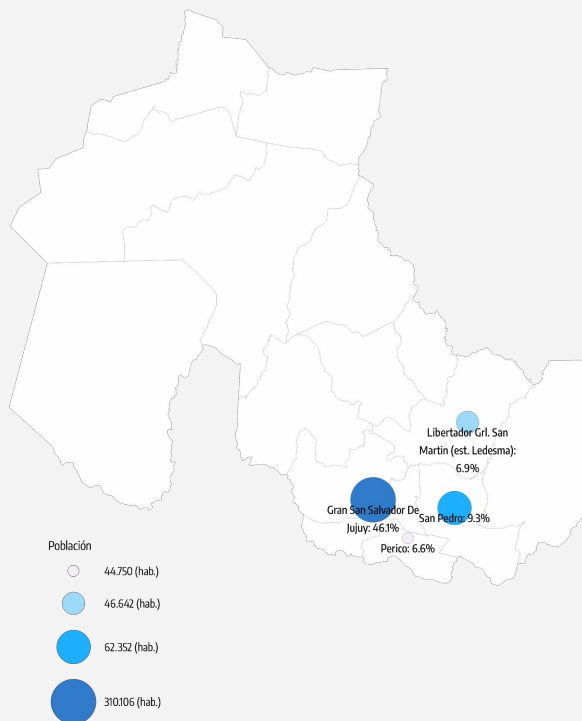 Libertador Grl. San
Martin (est. Ledesma):
6.9%
Gran San Salvador De
Jujuy: 46.1%
San Pedro: 9.3%
Perico: 6.6%
Población
44.750 (hab.)
46.642 (hab.)
62.352 (hab.)
310.106 (hab.)